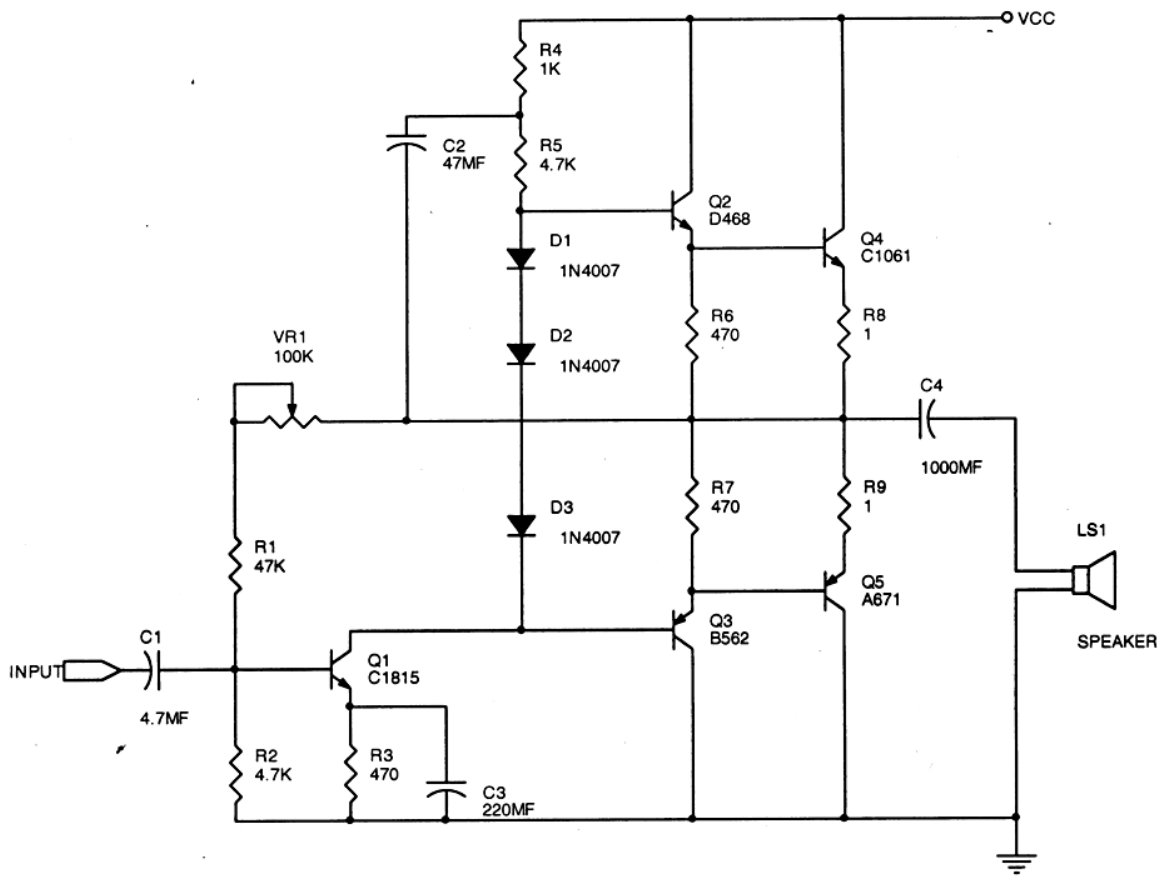 VCC
R4
1K
C2
47MF
R5
4.7K
Q2
D468
D1
1N4007
Q4
C1061
VR1
100K
D2
1N4007
R6
470
R8
1
C4
1000MF
R7
470
R9
1
D3
1N4007
LS1
R1
47K
Q5
A671
Q3
B562
SPEAKER
C1
INPUT
4.7MF
Q1
C1815
R2
4.7K
R3
470
C3
220MF